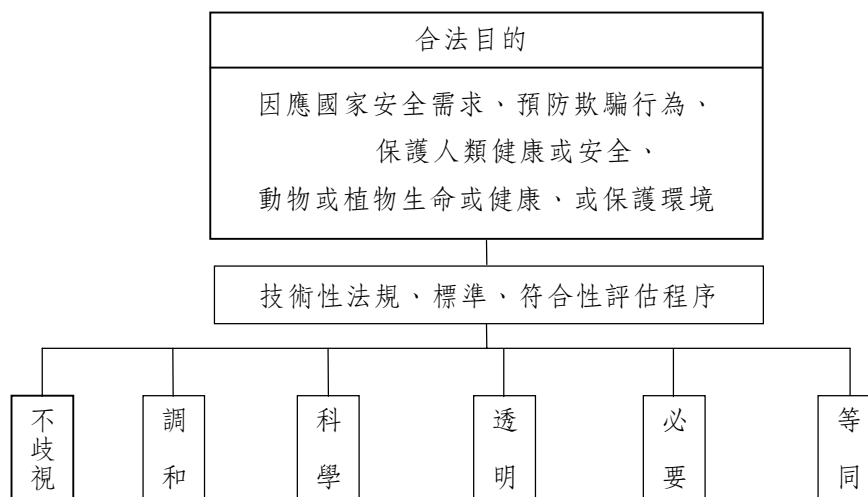 合法目的
因應國家安全需求、預防欺騙行為、
保護人類健康或安全、
動物或植物生命或健康、或保護環境
技術性法規、標準、符合性評估程序
不歧視
調和
科學
透明
必要
等同